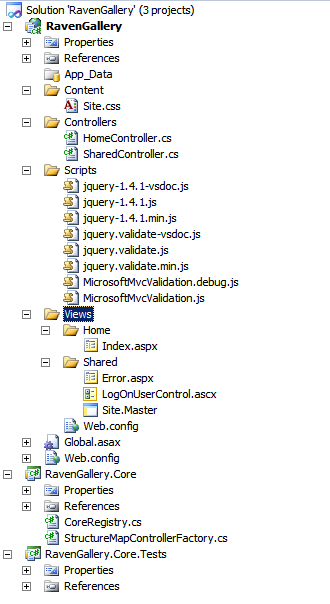 Solution 'RavenGallery' (3 projects)
RavenGallery
Properties
References
App_Data
Content
Site.css
Controllers
HomeController.cs
SharedController.cs
Scripts
jquery-1.4.1-vsdoc.js
jquery-1.4.1.js
jquery-1.4.1.min.js
jquery.validate-vsdoc.js
jquery.validate.js
jquery.validate.min.js
MicrosoftMvcValidation.debug.js
MicrosoftMvcValidation.js
Views
Home
Index.aspx
Shared
Error.aspx
LogOnUserControl.ascx
Site.Master
Web.config
Global.asax
Web.config
RavenGallery.Core
Properties
References
CoreRegistry.cs
StructureMapControllerFactory.cs
RavenGallery.Core.Tests
Properties
References